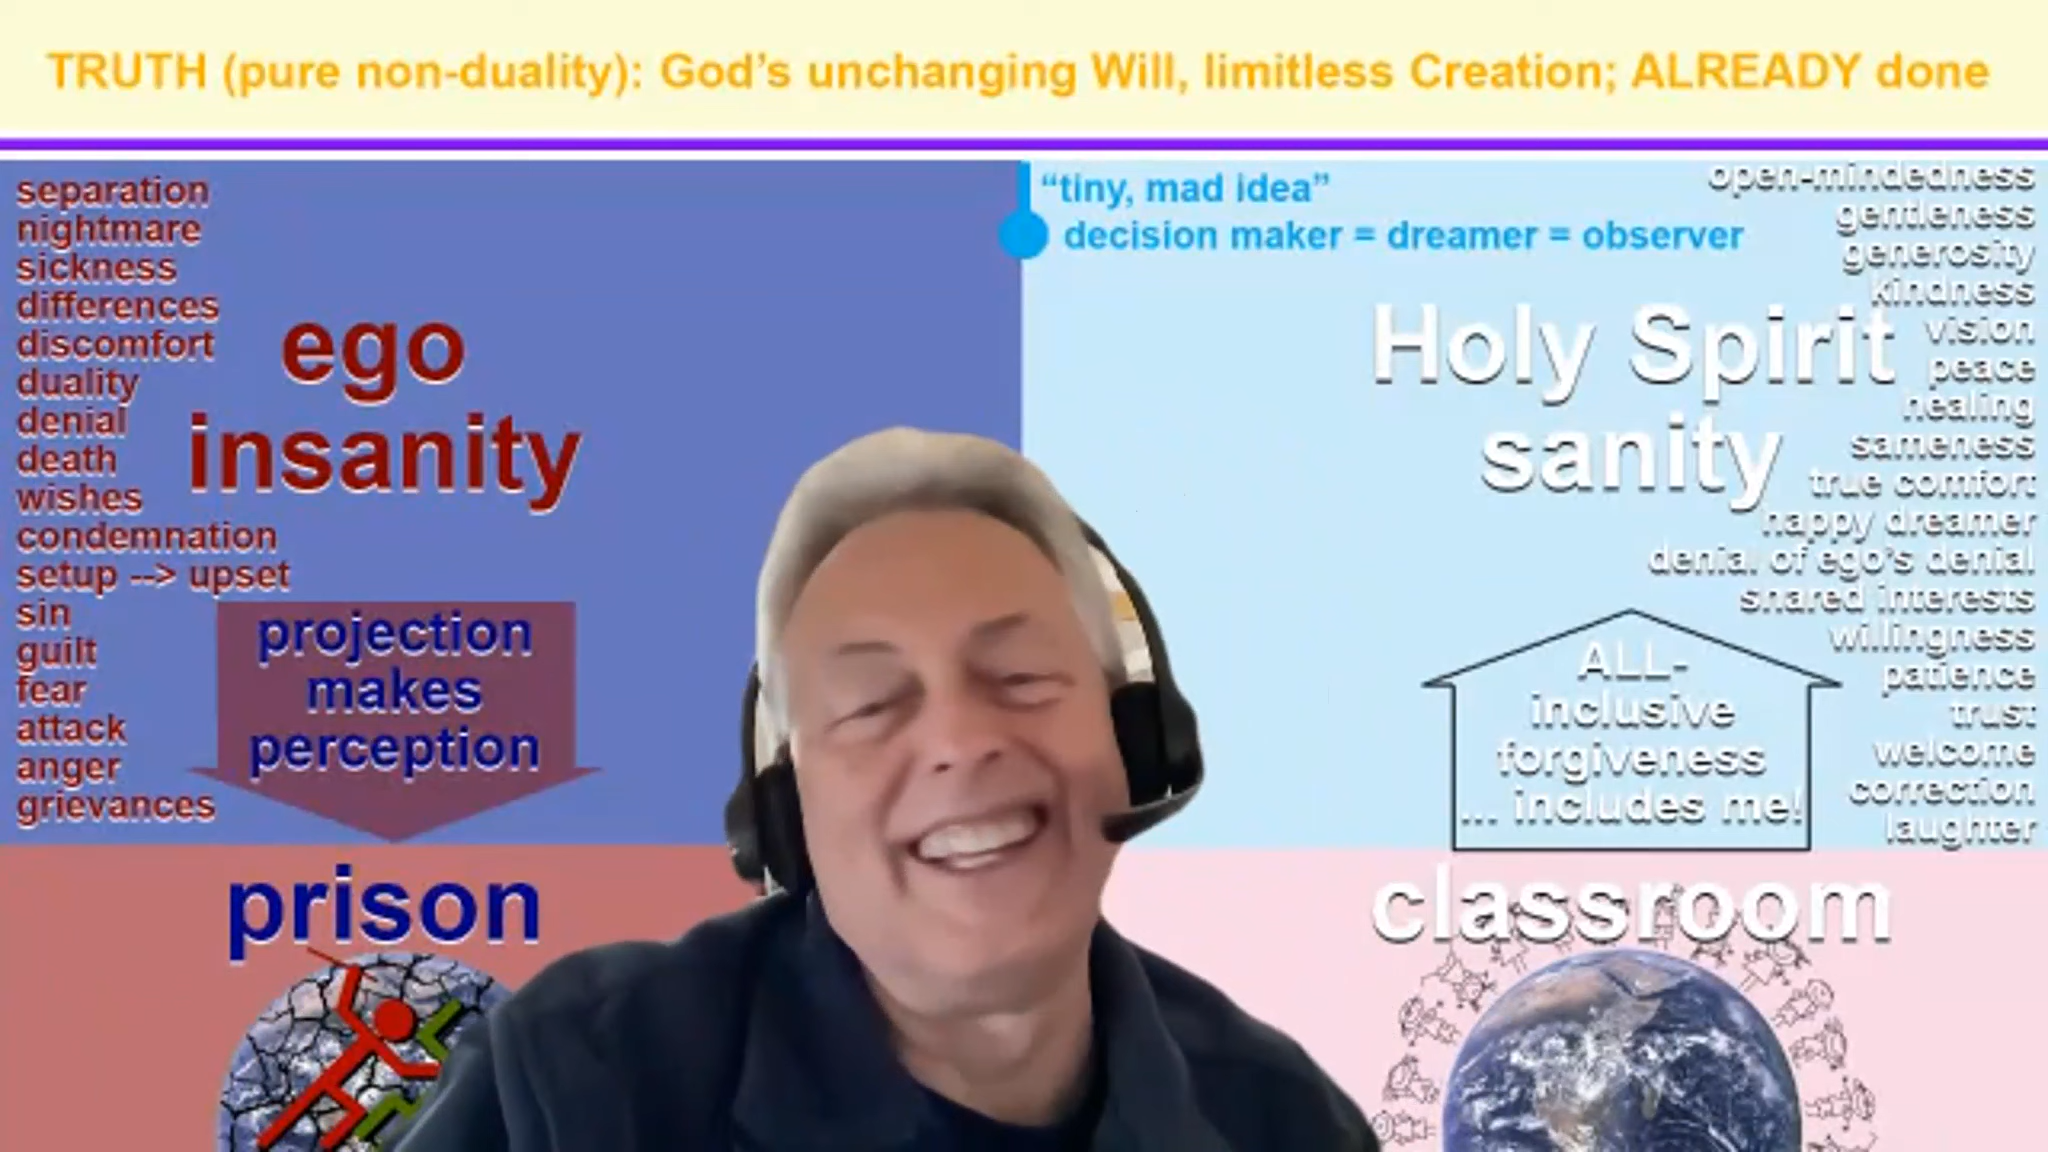 TRUTH (pure non-duality): God's unchanging Will, limitless Creation; ALREADY done
separation
nightmare
sickness
differences
discomfort
duality
denial
death
wishes
condemnation
setup --> upset
sin
guilt
fear
attack
anger
grievances
ego
insanity
projection
makes
perception
prison
“tiny, mad idea”
decision maker = dreamer = observer
Holy Spirit
sanity
open-mindedness
gentleness
generosity
kindness
vision
peace
healing
sameness
true comfort
happy dreamer
denial of ego's denial
shared interests
willingness
patience
trust
welcome
correction
laughter
ALL-
inclusive
forgiveness
... includes me!
classroom